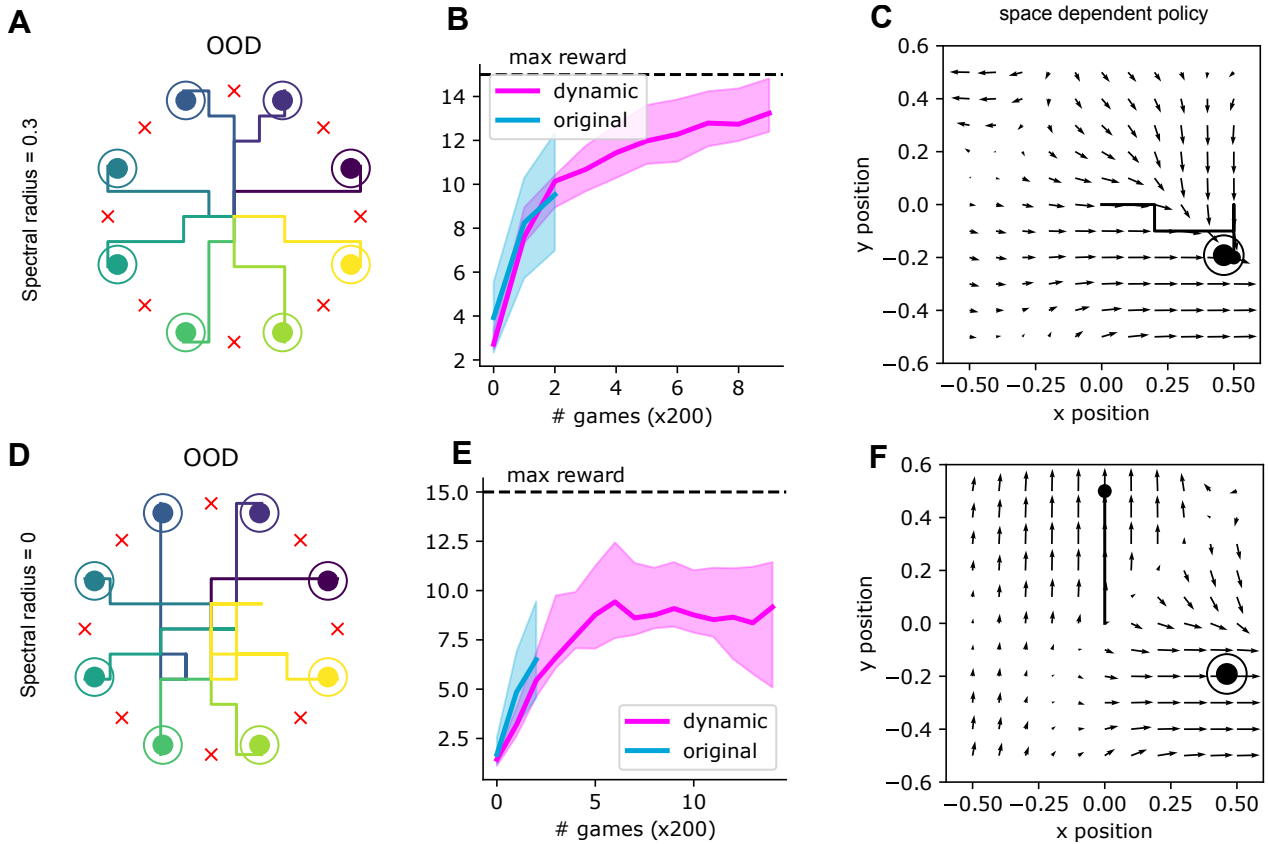 A
OOD
Spectral radius = 0.3
B
max reward
dynamic
original
14
12
10
8
6
4
2
0
2
4
6
8
# games (x200)
C
space dependent policy
0.6
0.4
0.2
0.0
−0.2
−0.4
−0.6
y position
−0.50
−0.25
0.00
0.25
0.50
x position
D
OOD
Spectral radius = 0
E
max reward
15.0
12.5
10.0
7.5
5.0
2.5
dynamic
original
0
5
10
# games (x200)
F
0.6
0.4
0.2
0.0
−0.2
−0.4
−0.6
y position
−0.50
−0.25
0.00
0.25
0.50
x position